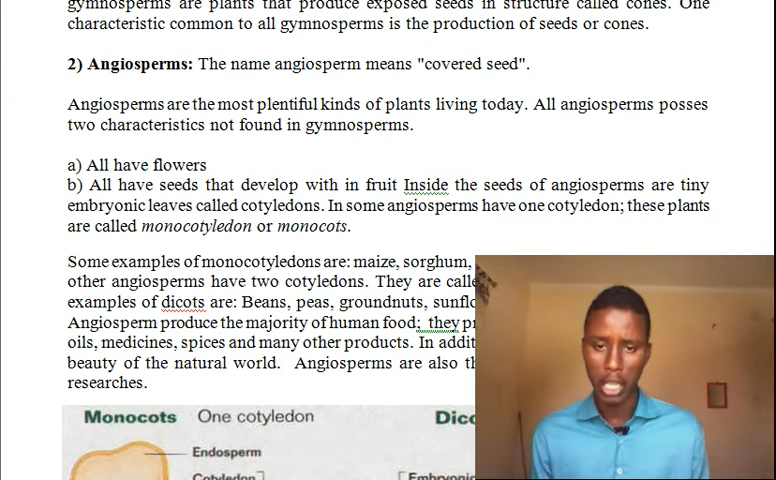 gymnosperms are plants that produce exposed seeds in structure called cones. One
characteristic common to all gymnosperms is the production of seeds or cones.
2) Angiosperms: The name angiosperm means "covered seed".
Angiosperms are the most plentiful kinds of plants living today. All angiosperms posses
two characteristics not found in gymnosperms.
a) All have flowers
b) All have seeds that develop with in fruit Inside the seeds of angiosperms are tiny
embryonic leaves called cotyledons. In some angiosperms have one cotyledon; these plants
are called monocotyledon or monocots.
Some examples of monocotyledons are: maize, sorghum,
other angiosperms have two cotyledons. They are
examples of dicots are: Beans, peas, groundnuts,
Angiosperm produce the majority of human food; they
oils, medicines, spices and many other products. In
beauty of the natural world. Angiosperms are also
researches.
Monocots One cotyledon
Endosperm
Cotyledon